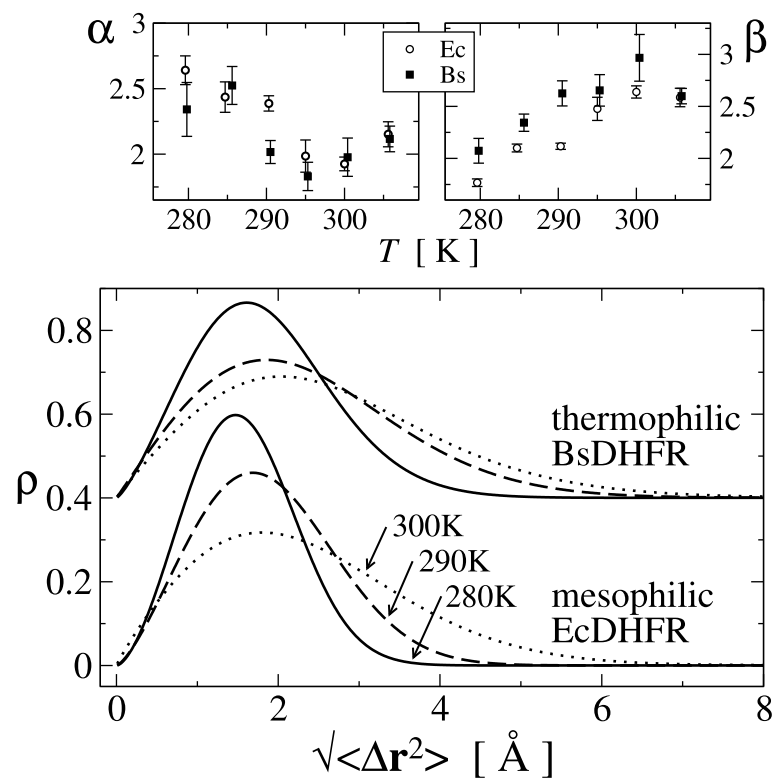 α
3
2.5
2
280 290 300
Ec
Bs
β
3
2.5
2
280 290 300
T [ K ]
ρ
0.8
0.6
0.4
0.2
0
thermophilic
BsDHFR
300K
290K
280K
mesophilic
EcDHFR
0 2 4 6 8
√<Δr²> [ Å ]